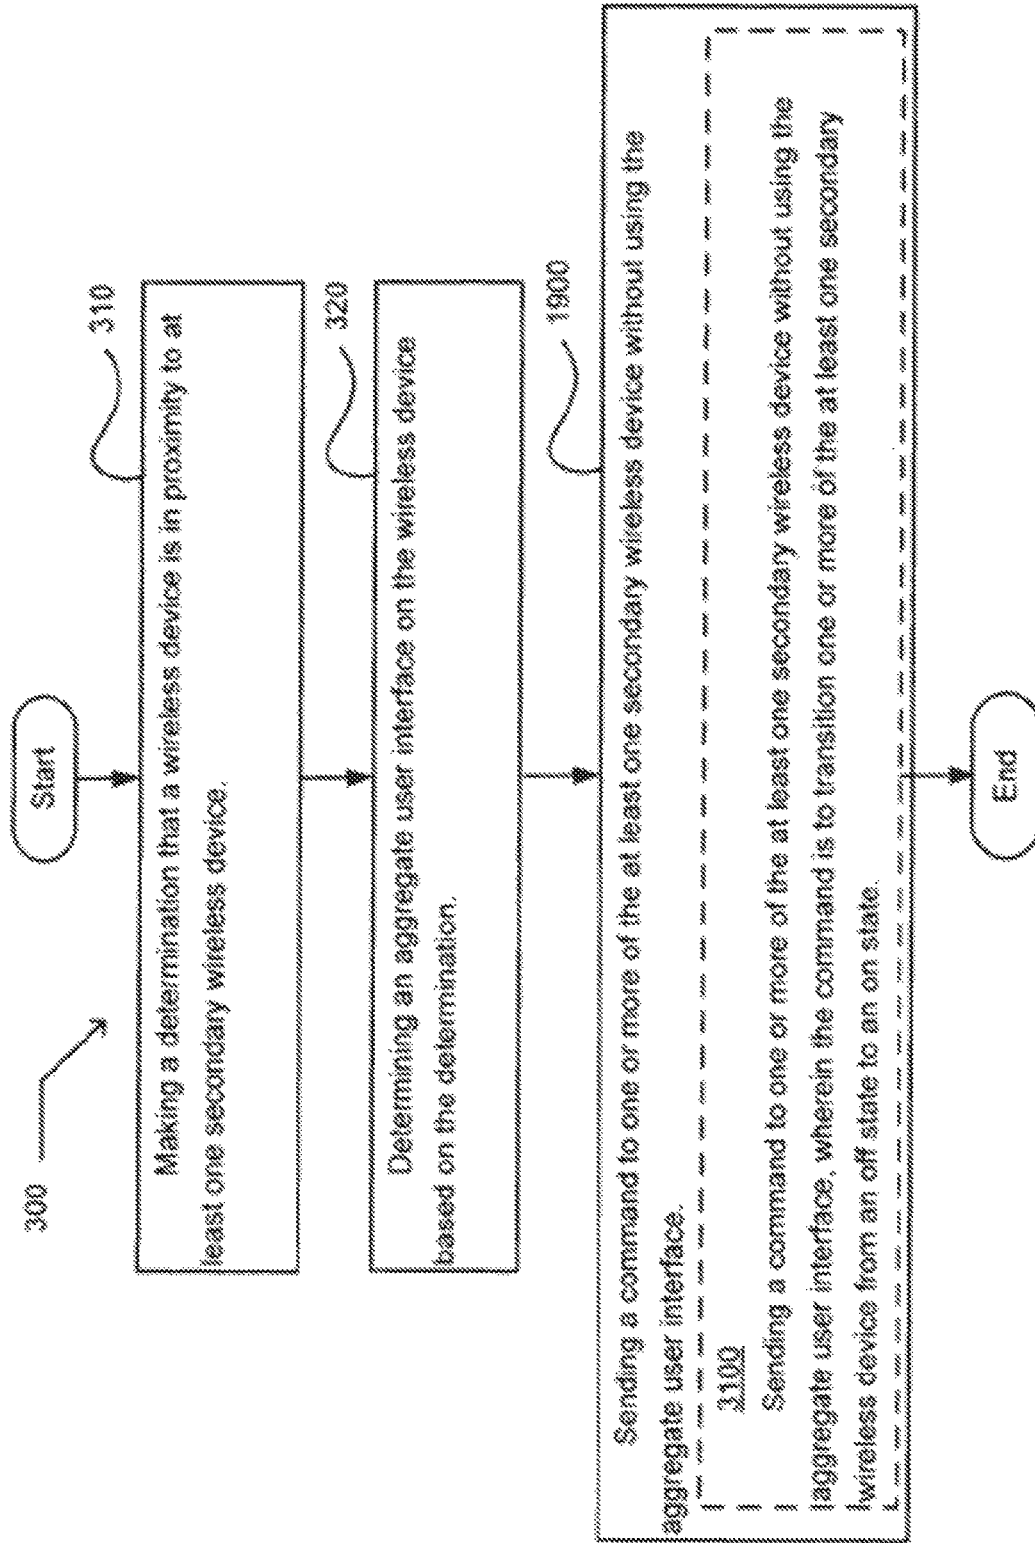 300
Start
310
Making a determination that a wireless device is in proximity to at
least one secondary wireless device.
320
Determining an aggregate user interface on the wireless device
based on the determination.
1900
Sending a command to one or more of the at least one secondary wireless device without using the
aggregate user interface.
3100
Sending a command to one or more of the at least one secondary wireless device without using the
aggregate user interface, wherein the command is to transition one or more of the at least one secondary
wireless device from an off state to an on state.
End